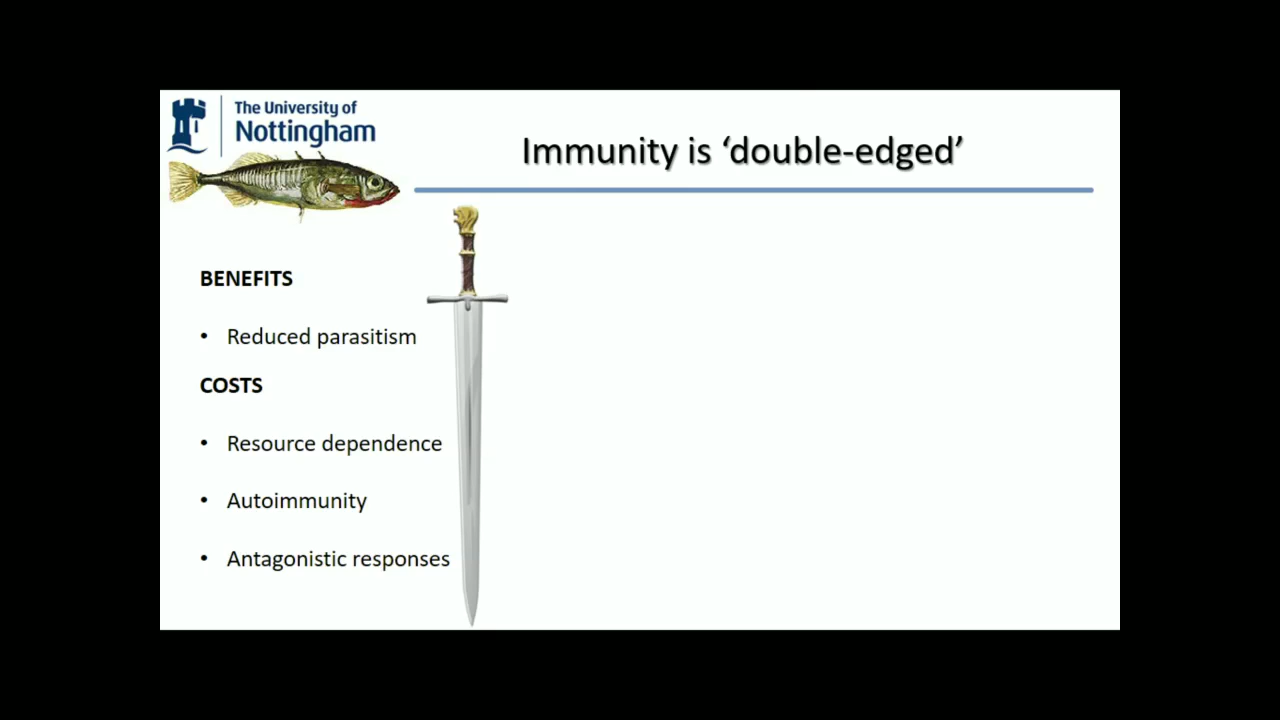 The University of
Nottingham
Immunity is ‘double-edged’
BENEFITS
• Reduced parasitism
COSTS
• Resource dependence
• Autoimmunity
• Antagonistic responses